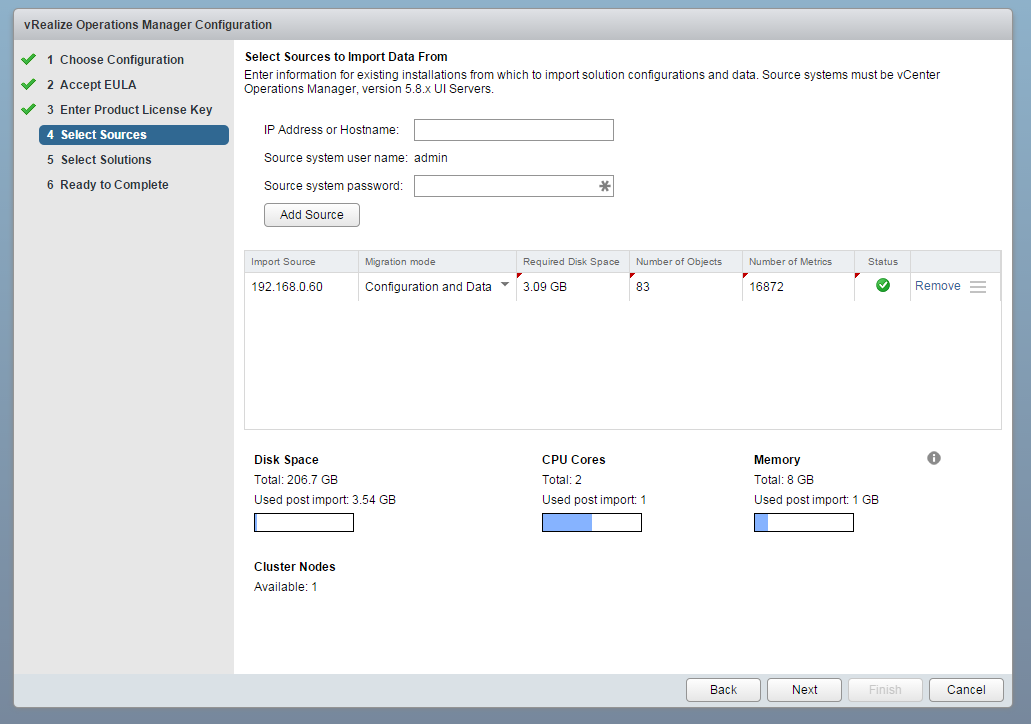 vRealize Operations Manager Configuration
1 Choose Configuration
2 Accept EULA
3 Enter Product License Key
4 Select Sources
5 Select Solutions
6 Ready to Complete
Select Sources to Import Data From
Enter information for existing installations from which to import solution configurations and data. Source systems must be vCenter
Operations Manager, version 5.8.x UI Servers.
IP Address or Hostname:
Source system user name: admin
Source system password:
Add Source
Import Source Migration mode Required Disk Space Number of Objects Number of Metrics Status
192.168.0.60 Configuration and Data 3.09 GB 83 16872 Remove
Disk Space CPU Cores Memory
Total: 206.7 GB Total: 2 Total: 8 GB
Used post import: 3.54 GB Used post import: 1 Used post import: 1 GB
Cluster Nodes
Available: 1
Back Next Finish Cancel